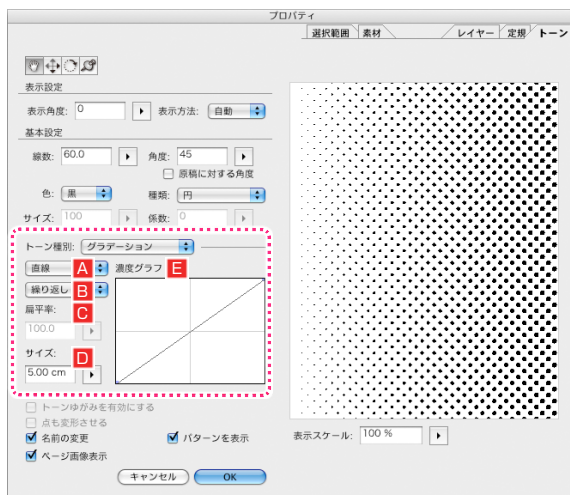 プロパティ
選択範囲 素材 レイヤー 定規 トーン
表示設定
表示角度: 0 表示方法: 自動
基本設定
線数: 60.0 角度: 45
原稿に対する角度
色: 黒 種類: 円
サイズ: 100 係数: 0
トーン種別: グラデーション
直線 A 濃度グラフ E
繰り返し B
扁平率: C
100.0
サイズ: D
5.00 cm
トーンゆがみを有効にする
点も変形させる
名前の変更 パターンを表示
ページ画像表示
表示スケール: 100 %
キャンセル OK